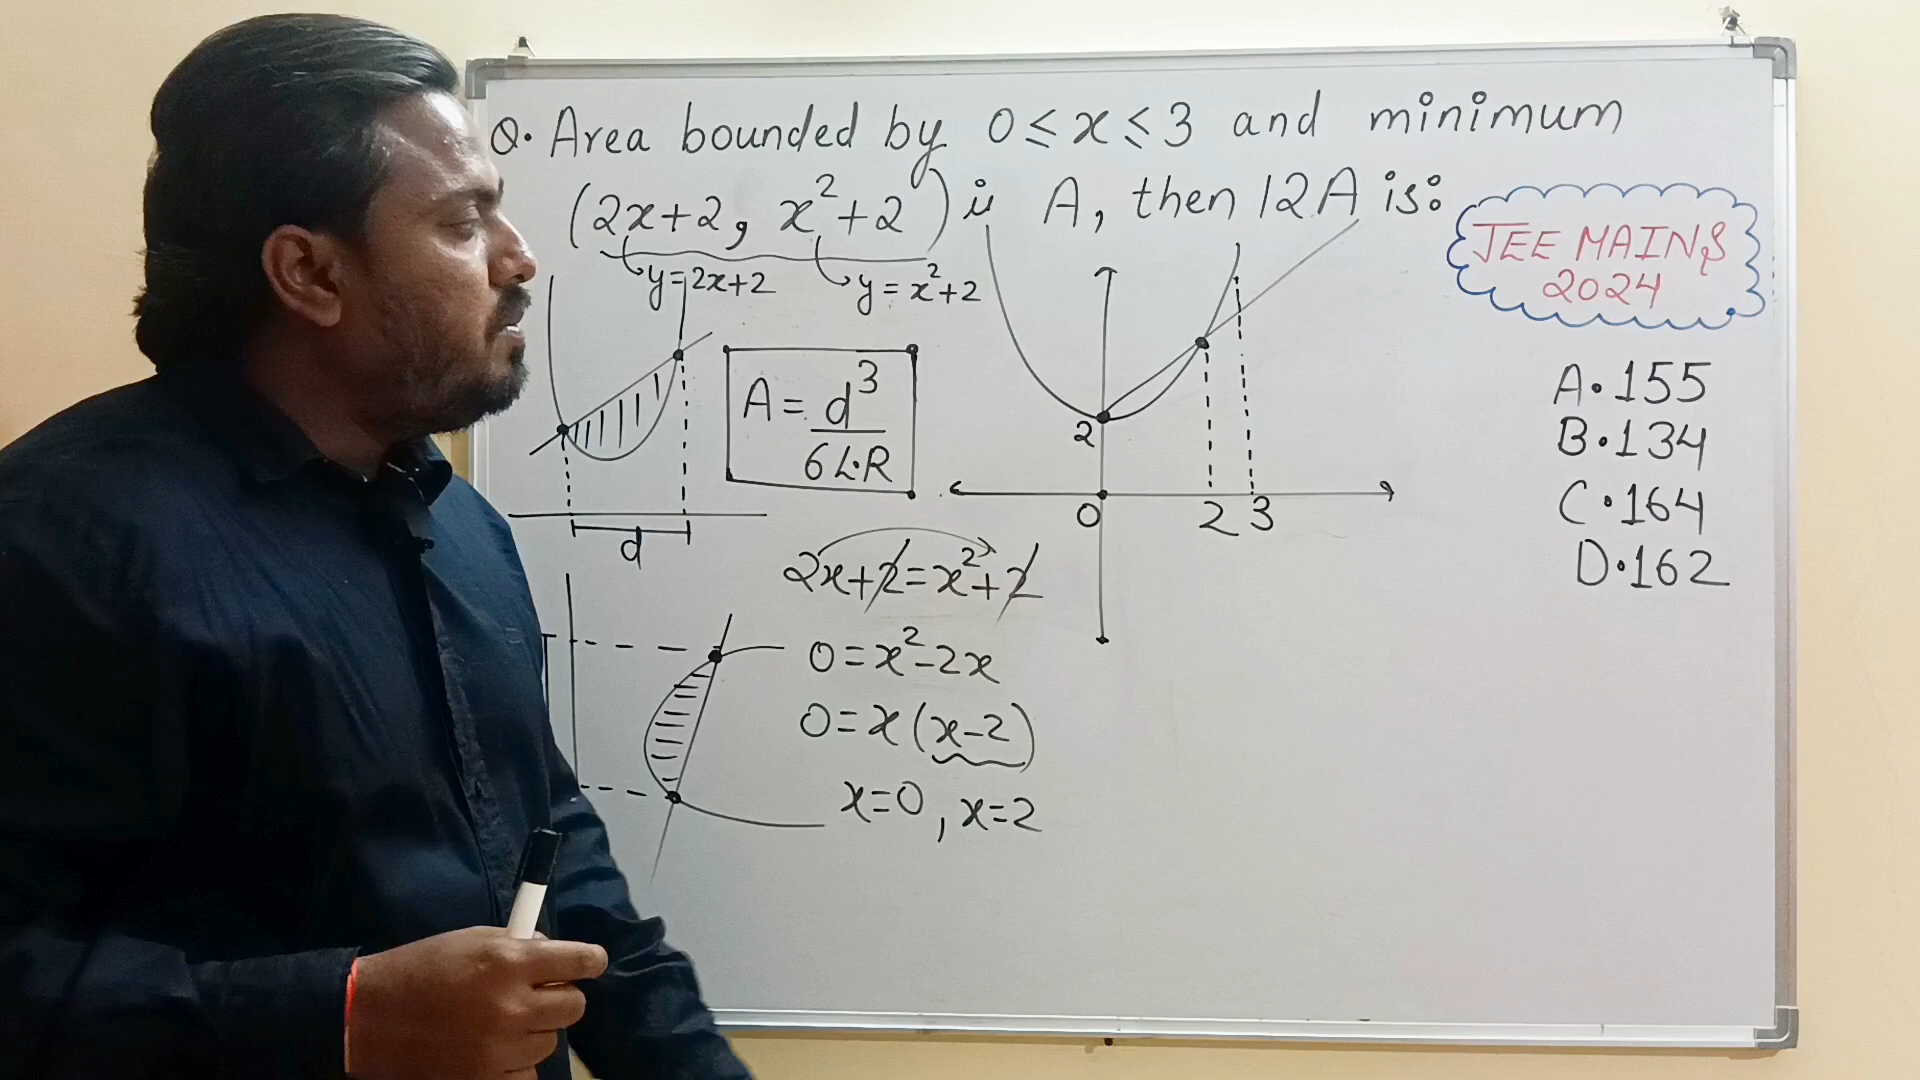 Q. Area bounded by 0 ≤ x ≤ 3 and minimum
(2x+2, x²+2) is A, then 12A is:
y=2x+2
y=x²+2
JEE MAINS
2024
A = d³/6L.R
d
2
0
2 3
A. 155
B. 134
C. 164
D. 162
2x+2=x²+2
0=x²-2x
0=x(x-2)
x=0, x=2